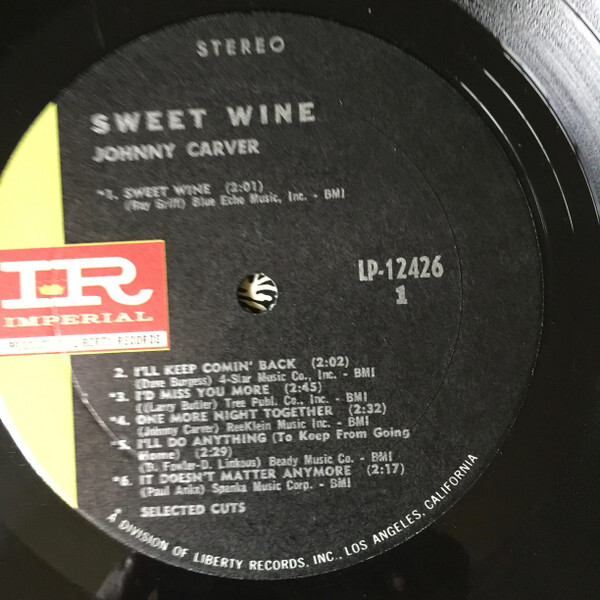 STEREO
SWEET WINE
JOHNNY CARVER
*1. SWEET WINE (2:01)
(Ray Griff) Blue Echo Music, Inc. - BMI
IR
IMPERIAL
LIBERTY RECORDS
LP-12426
1
2. I'LL KEEP COMIN' BACK (2:02)
(Dave Burgess) 4-Star Music Co., Inc. - BMI
*3. I'D MISS YOU MORE (2:45)
((Larry Butler) Tree Publ. Co., Inc. - BMI
*4. ONE MORE NIGHT TOGETHER (2:32)
(Johnny Carver) ReeKlein Music Inc. - BMI
*5. I'LL DO ANYTHING (To Keep From Going
Home) (2:29)
(D. Fowler-D. Linkous) Beady Music Co. - BMI
*6. IT DOESN'T MATTER ANYMORE (2:17)
(Paul Anka) Spanka Music Corp. - BMI
SELECTED CUTS
A DIVISION OF LIBERTY RECORDS, INC., LOS ANGELES, CALIFORNIA